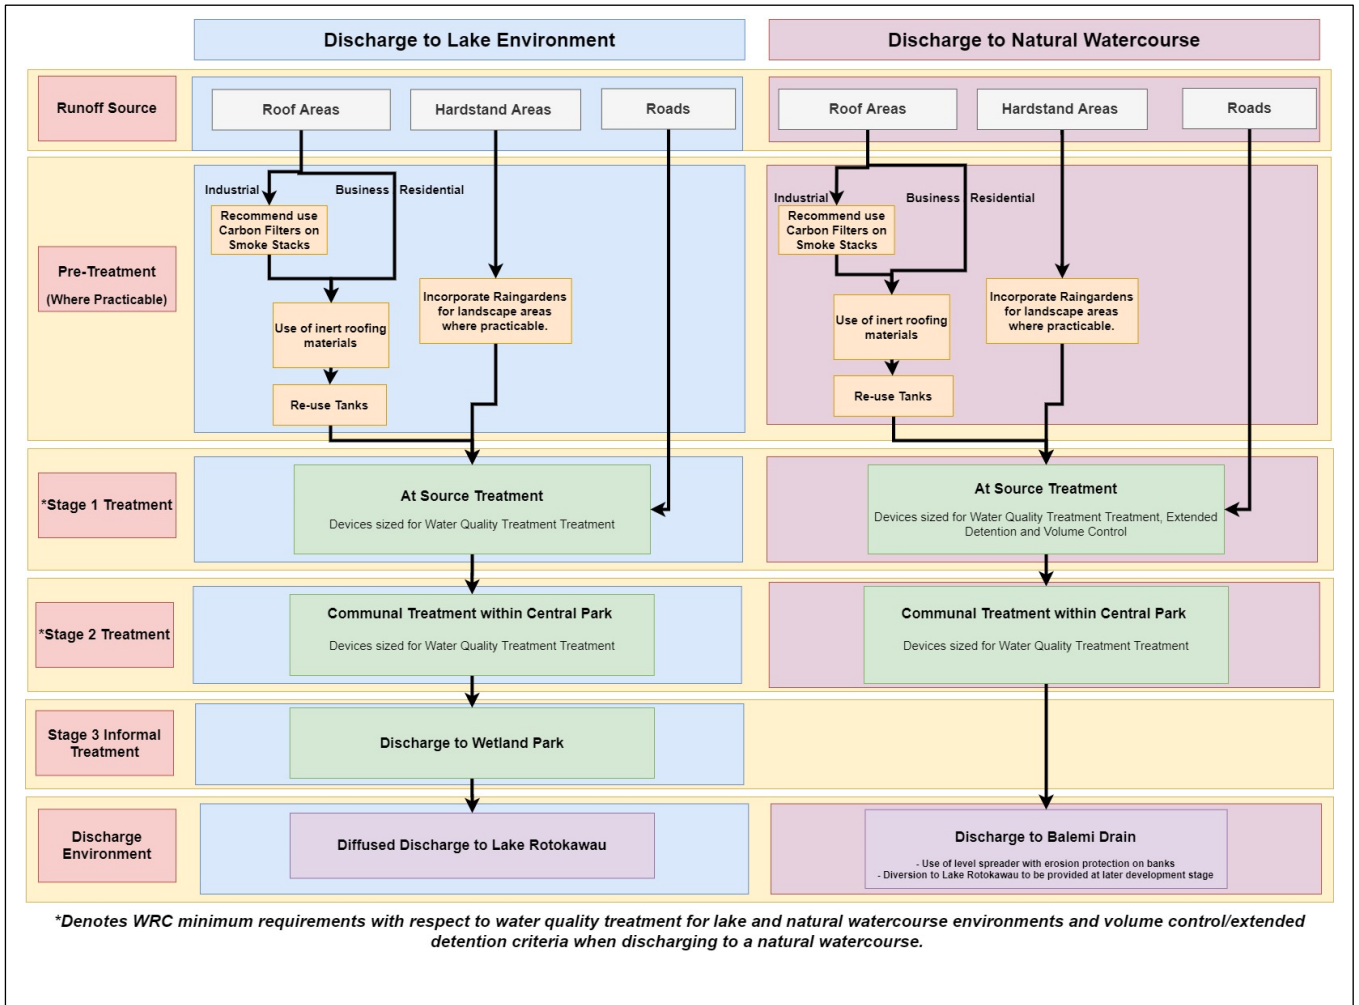 Discharge to Lake Environment
Discharge to Natural Watercourse
Runoff Source
Roof Areas
Hardstand Areas
Roads
Roof Areas
Hardstand Areas
Roads
Pre-Treatment
(Where Practicable)
Industrial
Business
Residential
Recommend use
Carbon Filters on
Smoke Stacks
Use of inert roofing
materials
Re-use Tanks
Incorporate Raingardens
for landscape areas
where practicable.
Industrial
Business
Residential
Recommend use
Carbon Filters on
Smoke Stacks
Use of inert roofing
materials
Re-use Tanks
Incorporate Raingardens
for landscape areas
where practicable.
*Stage 1 Treatment
At Source Treatment
Devices sized for Water Quality Treatment Treatment
At Source Treatment
Devices sized for Water Quality Treatment Treatment, Extended
Detention and Volume Control
*Stage 2 Treatment
Communal Treatment within Central Park
Devices sized for Water Quality Treatment Treatment
Communal Treatment within Central Park
Devices sized for Water Quality Treatment Treatment
Stage 3 Informal
Treatment
Discharge to Wetland Park
Discharge
Environment
Diffused Discharge to Lake Rotokawau
Discharge to Balemi Drain
- Use of level spreader with erosion protection on banks
- Diversion to Lake Rotokawau to be provided at later development stage
*Denotes WRC minimum requirements with respect to water quality treatment for lake and natural watercourse environments and volume control/extended
detention criteria when discharging to a natural watercourse.